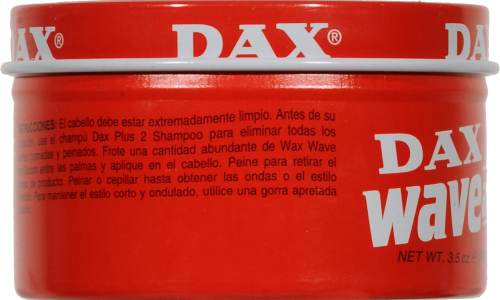 DAX®
DAX®
DAX
TRUCCIONES: El cabello debe estar extremadamente limpio. Antes de su
use el champú Dax Plus 2 Shampoo para eliminar todos los
pomadas y peinados. Frote una cantidad abundante de Wax Wave
entre las palmas y aplique en el cabello. Peine para retirar el
de producto. Peinar o cepillar hasta obtener las ondas o el estilo
Para mantener el estilo corto y ondulado, utilice una gorra apretada
DAX
wave
NET WT. 3.5 oz.